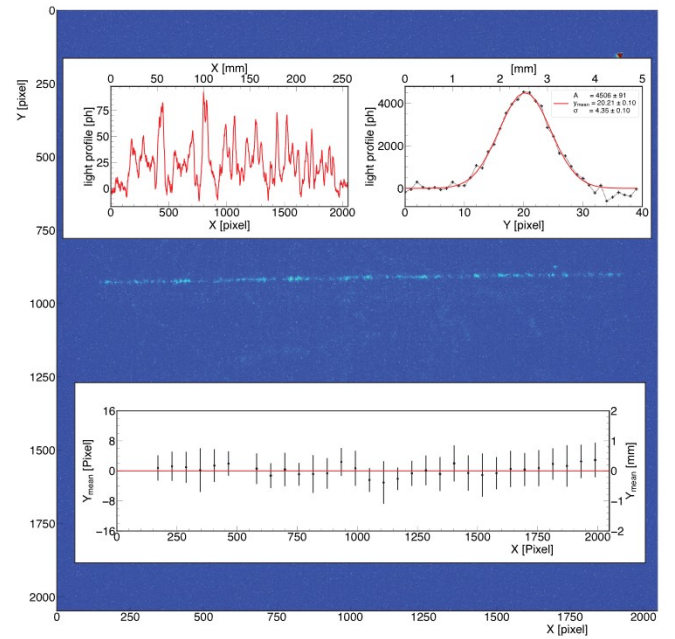 0
250
500
750
1000
1250
1500
1750
2000
Y [pixel]
X [mm]
0 50 100 150 200 250
light profile [ph]
75
50
25
0
0 500 1000 1500 2000
X [pixel]
[mm]
0 1 2 3 4 5
light profile [ph]
4000
2000
0
A = 4506 ± 91
ymean = 20.21 ± 0.10
σ = 4.35 ± 0.10
0 10 20 30 40
Y [pixel]
Ymean [Pixel]
16
8
0
−8
−16
2
1
0
−1
−2
Ymean [mm]
0 250 500 750 1000 1250 1500 1750 2000
X [Pixel]
0 250 500 750 1000 1250 1500 1750 2000
X [pixel]